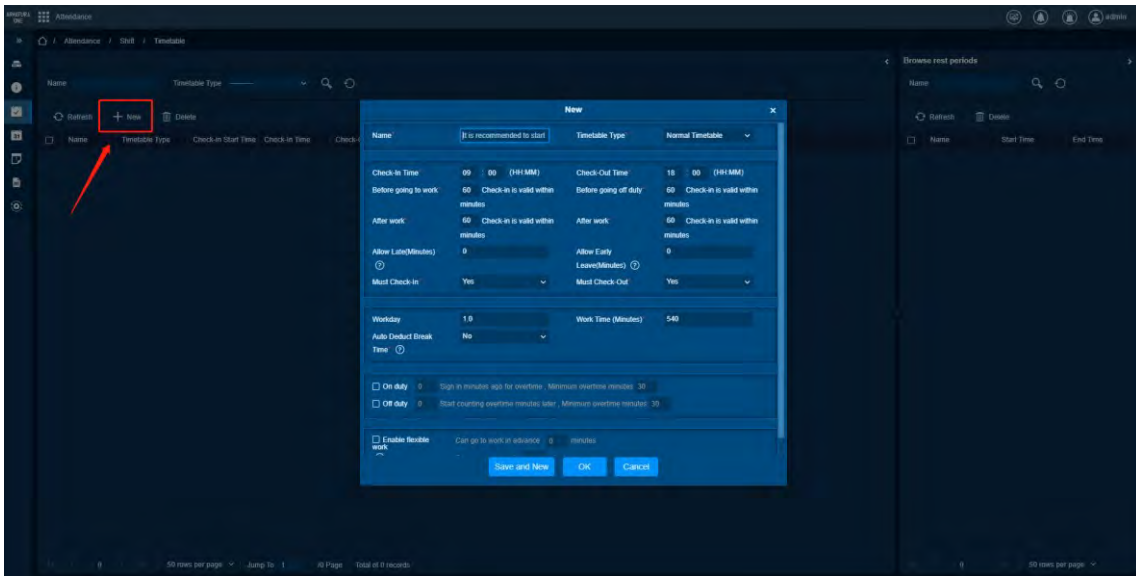 ARMATURA ONE
Attendance
admin
/ Attendance / Shift / Timetable
Name
Timetable Type -------
Refresh
New
Delete
Name
Timetable Type
Check-in Start Time
Check-In Time
Check-I
Browse rest periods
Name
Refresh
Delete
Name
Start Time
End Time
New
Name*
It is recommended to start
Timetable Type*
Normal Timetable
Check-In Time*
09 : 00 (HH:MM)
Check-Out Time*
18 : 00 (HH:MM)
Before going to work*
60 Check-in is valid within
minutes
Before going off duty*
60 Check-in is valid within
minutes
After work*
60 Check-in is valid within
minutes
After work*
60 Check-in is valid within
minutes
Allow Late(Minutes)*
0
Allow Early
Leave(Minutes)*
0
Must Check-In*
Yes
Must Check-Out*
Yes
Workday
1.0
Work Time (Minutes)*
540
Auto Deduct Break
Time*
No
On duty 0 Sign in minutes ago for overtime , Minimum overtime minutes 30
Off duty 0 Start counting overtime minutes later , Minimum overtime minutes 30
Enable flexible
work
Can go to work in advance 0 minutes
Save and New
OK
Cancel
0
50 rows per page
Jump To 1
/0 Page
Total of 0 records
0
50 rows per page